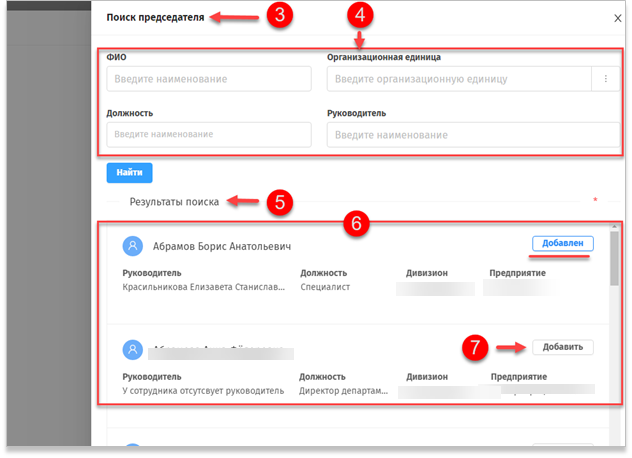 Поиск председателя
3
4
ФИО
Организационная единица
Введите наименование
Введите организационную единицу
Должность
Руководитель
Введите наименование
Введите наименование
Найти
Результаты поиска
5
*
6
Абрамов Борис Анатольевич
Добавлен
Руководитель
Должность
Дивизион
Предприятие
Красильникова Елизавета Станислав...
Специалист
7
Добавить
Руководитель
Должность
Дивизион
Предприятие
У сотрудника отсутсвует руководитель
Директор департам...